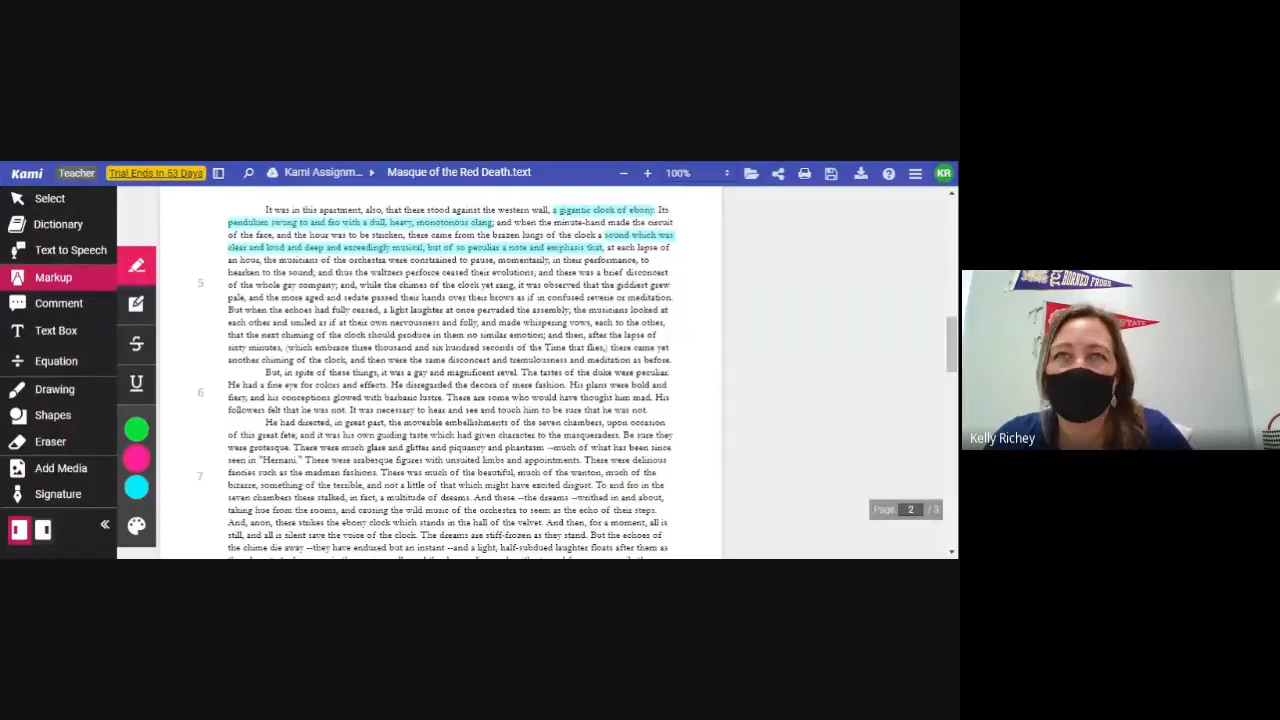 Kami Teacher Trial Ends In 53 Days Kami Assignm... Masque of the Red Death.text 100% KR
Select
Dictionary
Text to Speech
Markup
Comment
Text Box
Equation
Drawing
Shapes
Eraser
Add Media
Signature
It was in this apartment, also, that there stood against the western wall, a gigantic clock of ebony. Its
pendulum swung to and fro with a dull, heavy, monotonous clang; and when the minute-hand made the circuit
of the face, and the hour was to be stricken, there came from the brazen lungs of the clock a sound which was
clear and loud and deep and exceedingly musical, but of so peculiar a note and emphasis that, at each lapse of
an hour, the musicians of the orchestra were constrained to pause, momentarily, in their performance, to
hearken to the sound; and thus the waltzers perforce ceased their evolutions; and there was a brief disconcert
5 of the whole gay company; and, while the chimes of the clock yet rang, it was observed that the giddiest grew
pale, and the more aged and sedate passed their hands over their brows as if in confused reverie or meditation.
But when the echoes had fully ceased, a light laughter at once pervaded the assembly; the musicians looked at
each other and smiled as if at their own nervousness and folly, and made whispering vows, each to the other,
that the next chiming of the clock should produce in them no similar emotion; and then, after the lapse of
sixty minutes, (which embrace three thousand and six hundred seconds of the Time that flies,) there came yet
another chiming of the clock, and then were the same disconcert and tremulousness and meditation as before.
But, in spite of these things, it was a gay and magnificent revel. The tastes of the duke were peculiar.
He had a fine eye for colors and effects. He disregarded the decora of mere fashion. His plans were bold and
6 fiery, and his conceptions glowed with barbaric lustre. There are some who would have thought him mad. His
followers felt that he was not. It was necessary to hear and see and touch him to be sure that he was not.
He had directed, in great part, the moveable embellishments of the seven chambers, upon occasion
of this great fete; and it was his own guiding taste which had given character to the masqueraders. Be sure they
were grotesque. There were much glare and glitter and piquancy and phantasm --much of what has been since
seen in "Hernani." There were arabesque figures with unsuited limbs and appointments. There were delirious
7 fancies such as the madman fashions. There was much of the beautiful, much of the wanton, much of the
bizarre, something of the terrible, and not a little of that which might have excited disgust. To and fro in the
seven chambers there stalked, in fact, a multitude of dreams. And these --the dreams --writhed in and about,
taking hue from the rooms, and causing the wild music of the orchestra to seem as the echo of their steps.
And, anon, there strikes the ebony clock which stands in the hall of the velvet. And then, for a moment, all is
still, and all is silent save the voice of the clock. The dreams are stiff-frozen as they stand. But the echoes of
the chime die away --they have endured but an instant --and a light, half-subdued laughter floats after them as
Page 2 / 3
HORNED FROGS
STATE
Kelly Richey